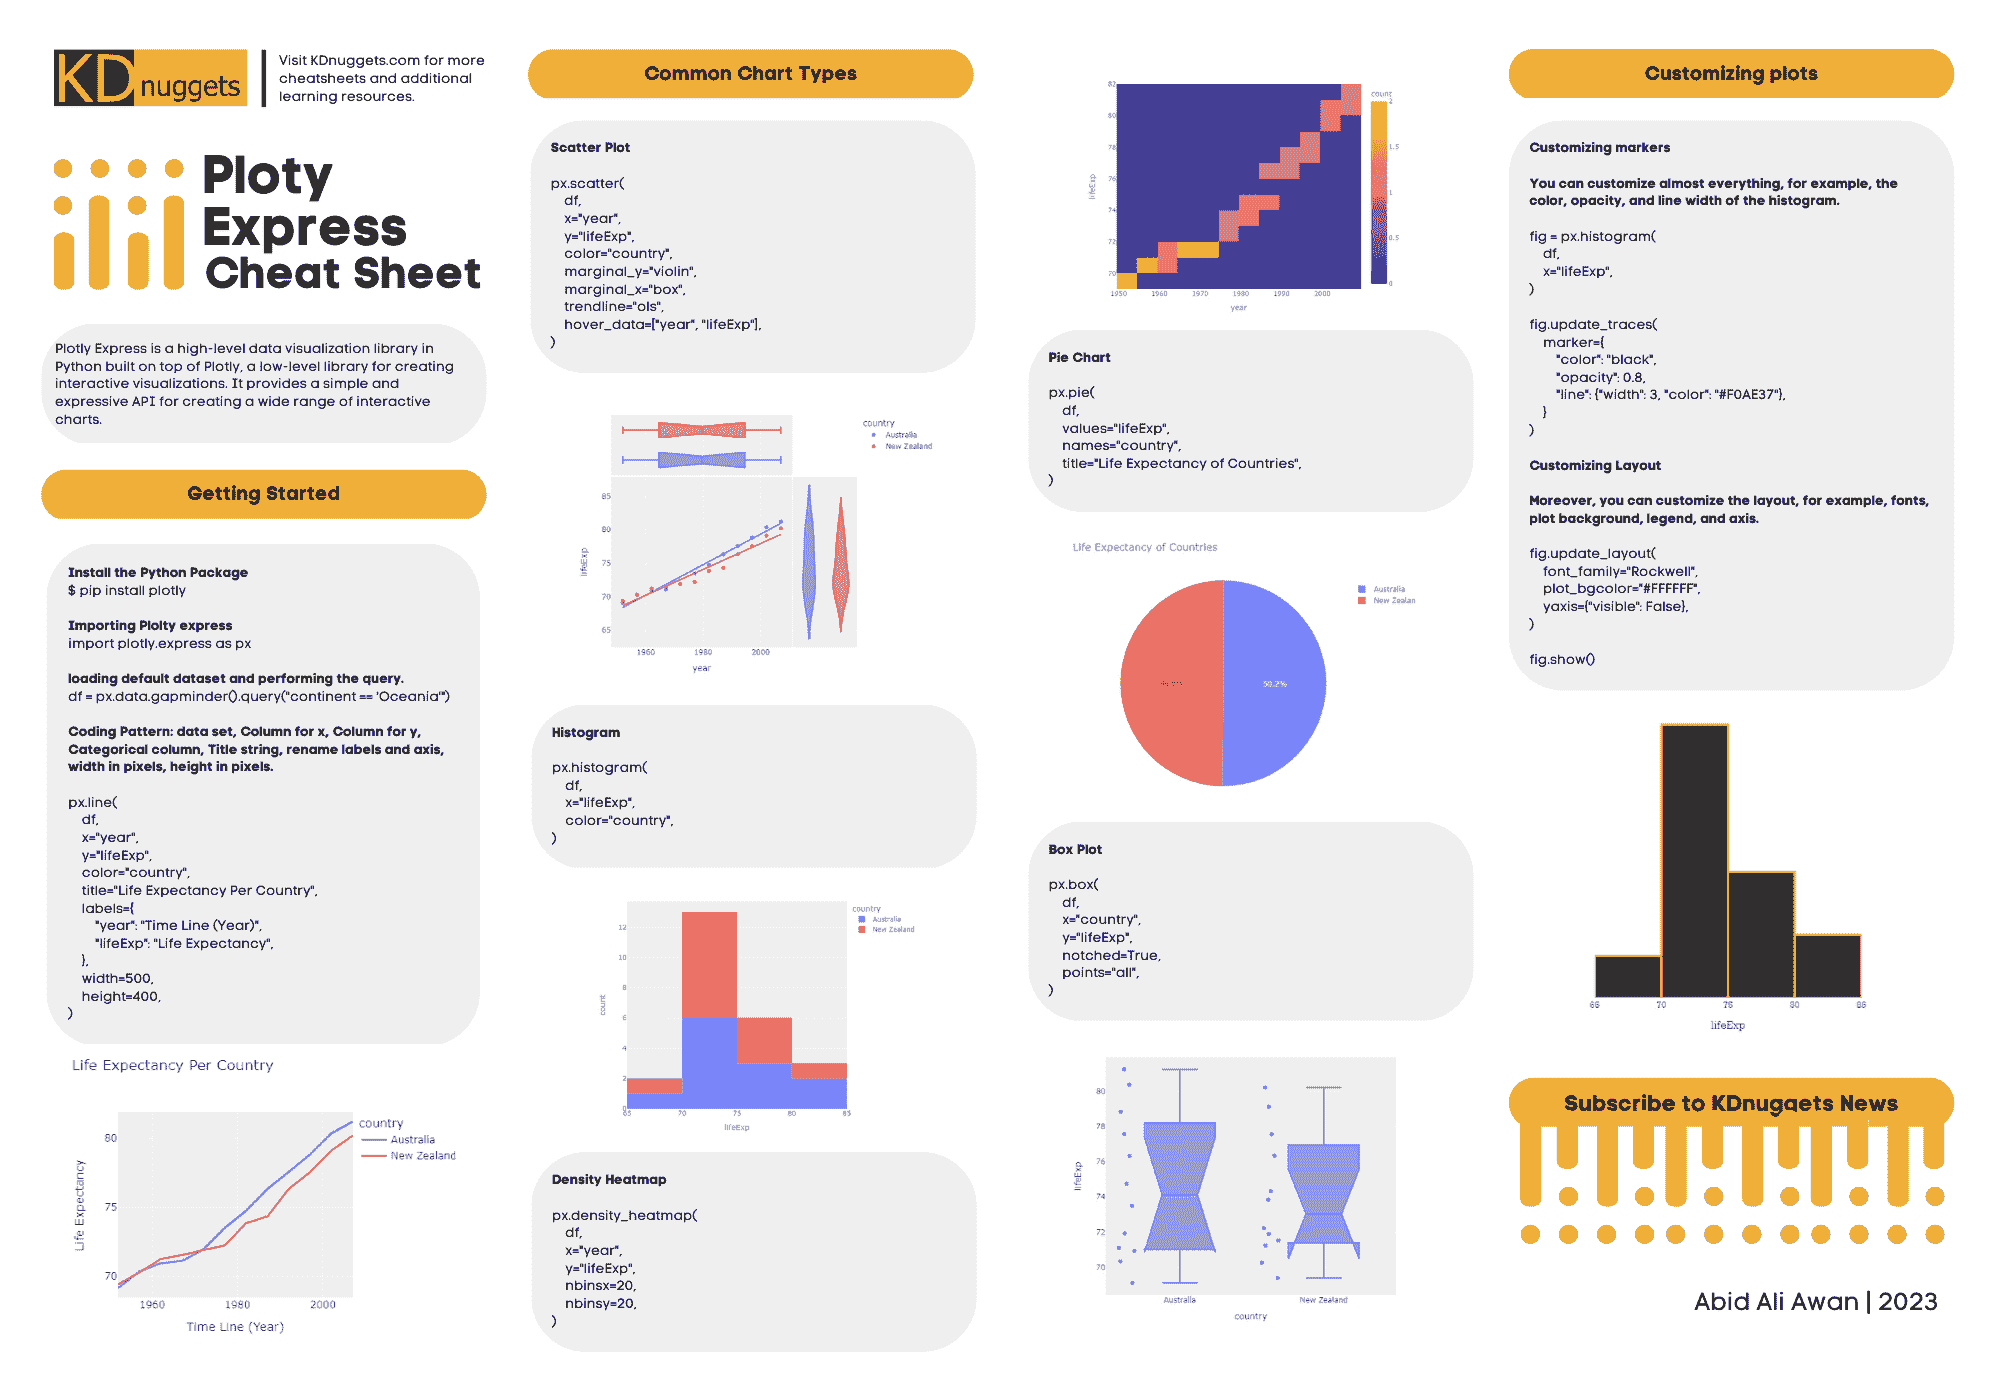 KDnuggets
Visit KDnuggets.com for more
cheatsheets and additional
learning resources.
Ploty
Express
Cheat Sheet
Plotly Express is a high-level data visualization library in
Python built on top of Plotly, a low-level library for creating
interactive visualizations. It provides a simple and
expressive API for creating a wide range of interactive
charts.
Getting Started
Install the Python Package
$ pip install plotly
Importing Plolty express
import plotly.express as px
loading default dataset and performing the query.
df = px.data.gapminder().query("continent == 'Oceania'")
Coding Pattern: data set, Column for x, Column for y,
Categorical column, Title string, rename labels and axis,
width in pixels, height in pixels.
px.line(
df,
x="year",
y="lifeExp",
color="country",
title="Life Expectancy Per Country",
labels={
"year": "Time Line (Year)",
"lifeExp": "Life Expectancy",
},
width=500,
height=400,
)
Life Expectancy Per Country
country
Australia
New Zealand
80
75
70
Life Expectancy
1960 1980 2000
Time Line (Year)
Common Chart Types
Scatter Plot
px.scatter(
df,
x="year",
y="lifeExp",
color="country",
marginal_y="violin",
marginal_x="box",
trendline="ols",
hover_data=["year", "lifeExp"],
)
country
Australia
New Zealand
85
80
75
70
65
lifeExp
1960 1980 2000
year
Histogram
px.histogram(
df,
x="lifeExp",
color="country",
)
country
Australia
New Zealand
12
10
8
6
4
2
0
count
65 70 75 80 85
lifeExp
Density Heatmap
px.density_heatmap(
df,
x="year",
y="lifeExp",
nbinsx=20,
nbinsy=20,
)
82
80
78
76
74
72
70
lifeExp
1950 1960 1970 1980 1990 2000
year
count
2
1.5
1
0.5
0
Pie Chart
px.pie(
df,
values="lifeExp",
names="country",
title="Life Expectancy of Countries",
)
Life Expectancy of Countries
Australia
New Zealan
50.2%
Box Plot
px.box(
df,
x="country",
y="lifeExp",
notched=True,
points="all",
)
80
78
76
74
72
70
lifeExp
Australia New Zealand
country
Customizing plots
Customizing markers
You can customize almost everything, for example, the
color, opacity, and line width of the histogram.
fig = px.histogram(
df,
x="lifeExp",
)
fig.update_traces(
marker={
"color": "black",
"opacity": 0.8,
"line": {"width": 3, "color": "#F0AE37"},
}
)
Customizing Layout
Moreover, you can customize the layout, for example, fonts,
plot background, legend, and axis.
fig.update_layout(
font_family="Rockwell",
plot_bgcolor="#FFFFFF",
yaxis={"visible": False},
)
fig.show()
65 70 75 80 85
lifeExp
Subscribe to KDnuggets News
Abid Ali Awan | 2023